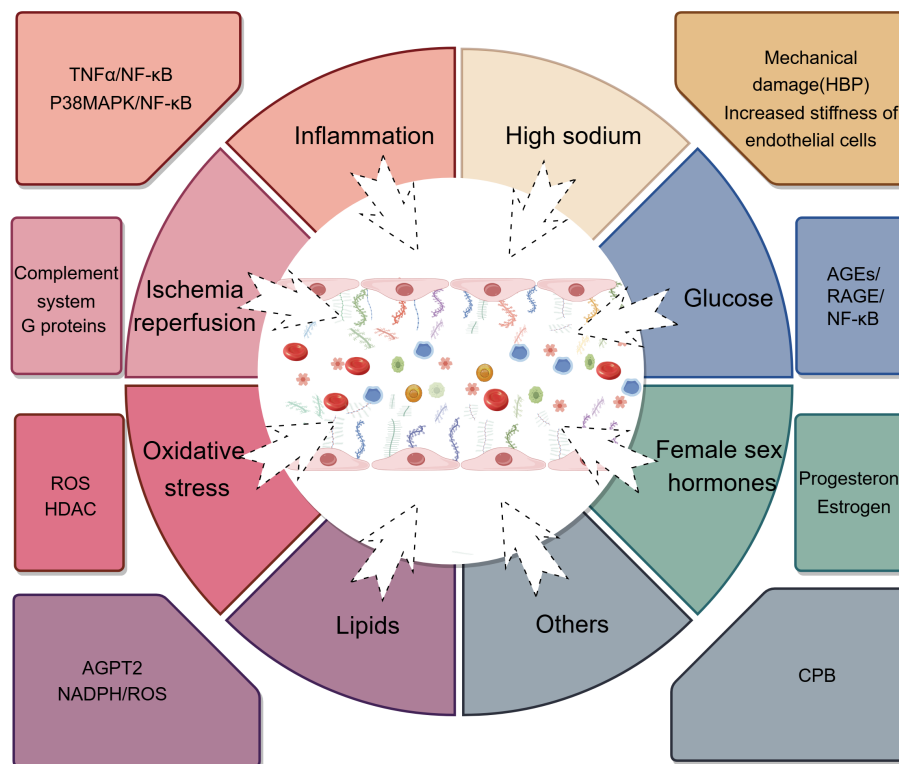 TNFα/NF-κB
P38MAPK/NF-κB
Mechanical
damage(HBP)
Increased stiffness of
endothelial cells
Inflammation
High sodium
Complement
system
G proteins
Ischemia
reperfusion
Glucose
AGEs/
RAGE/
NF-κB
ROS
HDAC
Oxidative
stress
Female sex
hormones
Progesteron
Estrogen
Lipids
Others
AGPT2
NADPH/ROS
CPB